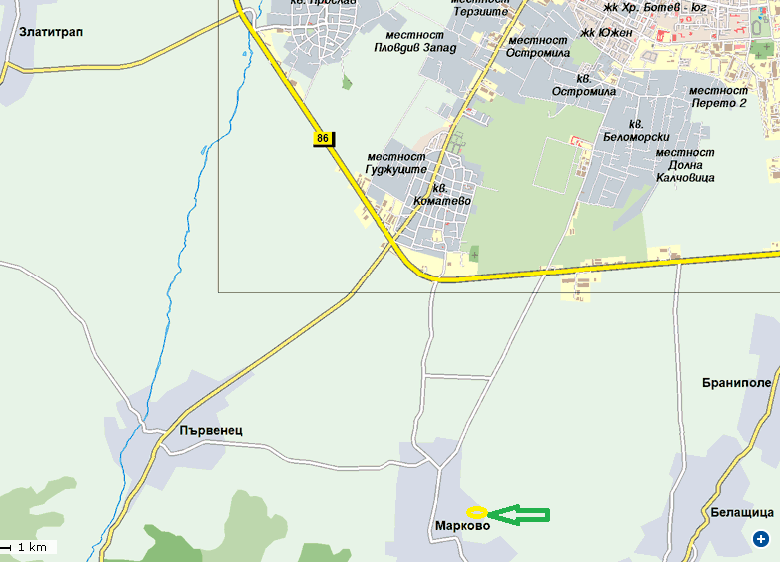 кв. Прослав
местност
Терзиите
жк Хр. Ботев - юг
Златитрап
местност
Пловдив Запад
местност
Остромила
жк Южен
кв.
Остромила
местност
Перето 2
86
кв.
Беломорски
местност
Гуджуците
местност
Долна
Калчовица
кв.
Коматево
Браниполе
Първенец
Марково
Белащица
1 km